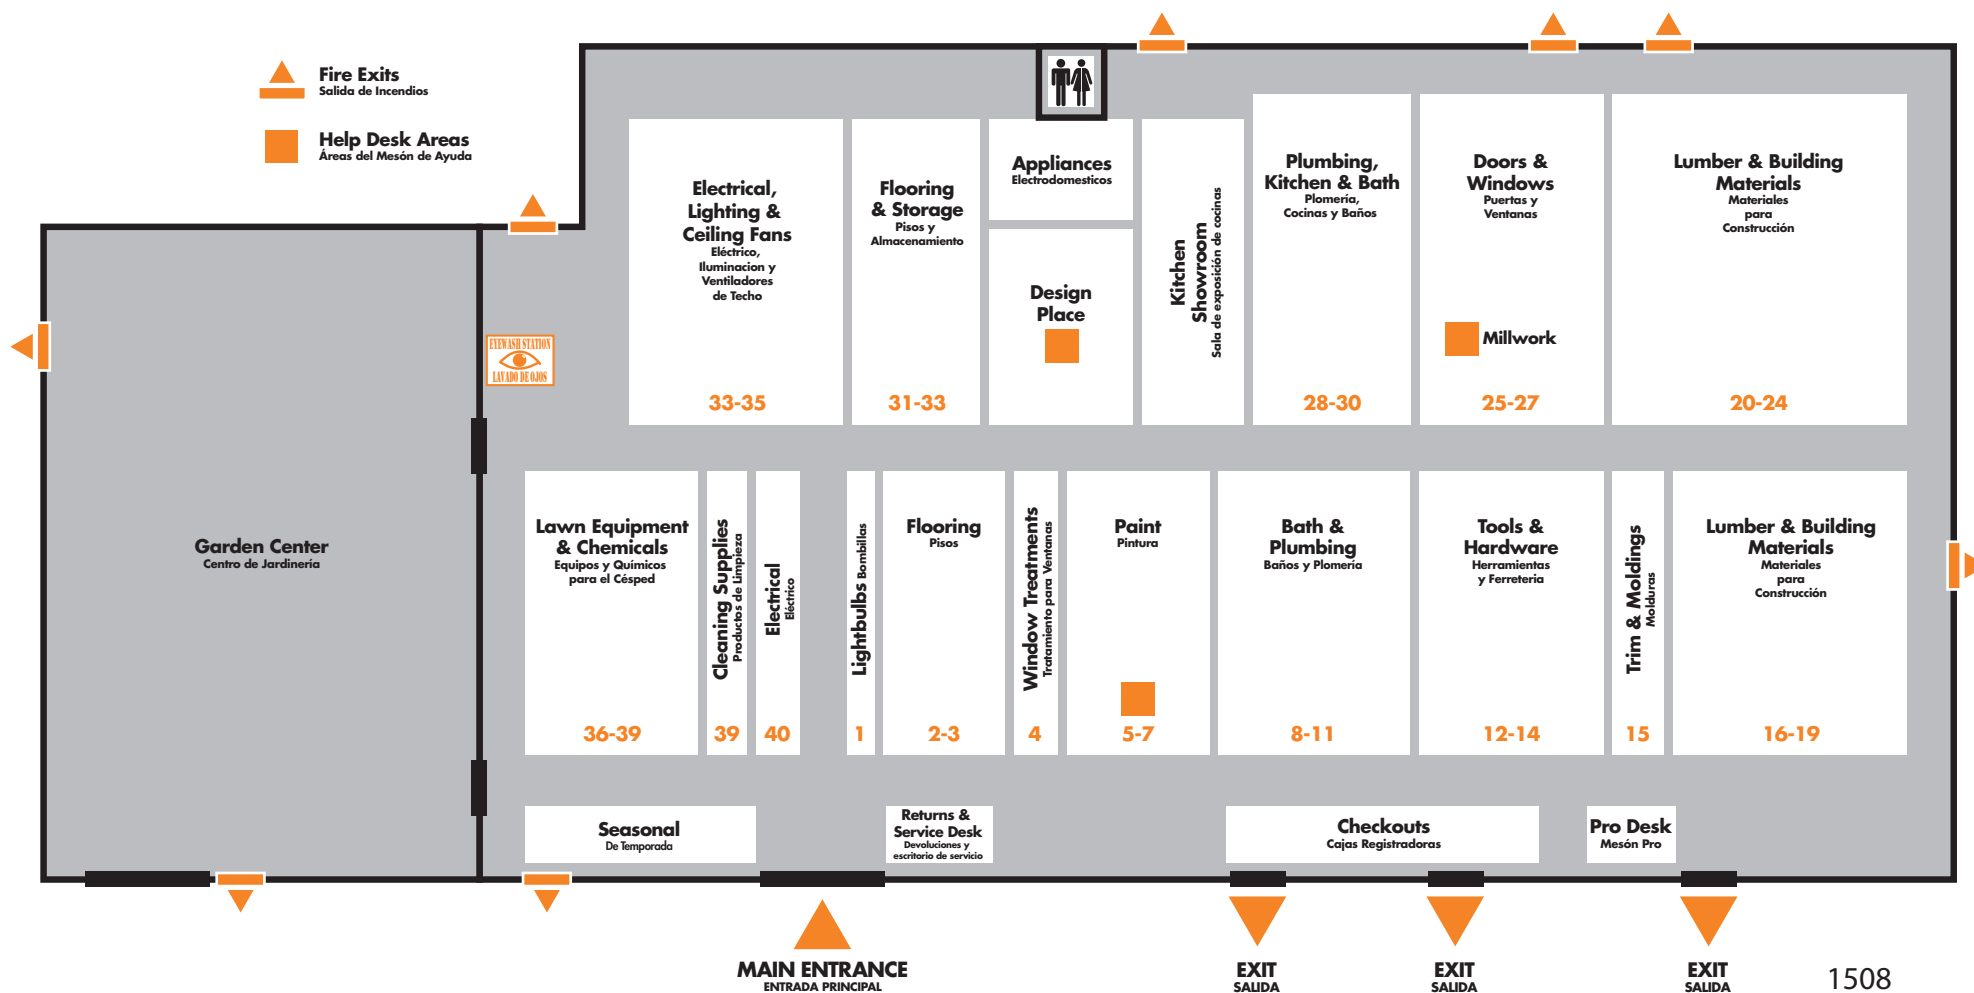 Fire Exits
Salida de Incendios
Help Desk Areas
Áreas del Mesón de Ayuda
Electrical,
Lighting &
Ceiling Fans
Eléctrico,
Iluminacion y
Ventiladores
de Techo
33-35
Flooring
& Storage
Pisos y
Almacenamiento
31-33
Appliances
Electrodomesticos
Design
Place
Kitchen
Showroom
Sala de exposición de cocinas
Plumbing,
Kitchen & Bath
Plomería,
Cocinas y Baños
28-30
Doors &
Windows
Puertas y
Ventanas
Millwork
25-27
Lumber & Building
Materials
Materiales
para
Construcción
20-24
EYEWASH STATION
LAVADO DE OJOS
Garden Center
Centro de Jardinería
Lawn Equipment
& Chemicals
Equipos y Químicos
para el Césped
36-39
Cleaning Supplies
Productos de Limpieza
39
Electrical
Eléctrico
40
Lightbulbs Bombillas
1
Flooring
Pisos
2-3
Window Treatments
Tratamiento para Ventanas
4
Paint
Pintura
5-7
Bath &
Plumbing
Baños y Plomería
8-11
Tools &
Hardware
Herramientas
y Ferreteria
12-14
Trim & Moldings
Molduras
15
Lumber & Building
Materials
Materiales
para
Construcción
16-19
Seasonal
De Temporada
Returns &
Service Desk
Devoluciones y
escritorio de servicio
Checkouts
Cajas Registradoras
Pro Desk
Mesón Pro
MAIN ENTRANCE
ENTRADA PRINCIPAL
EXIT
SALIDA
EXIT
SALIDA
EXIT
SALIDA
1508